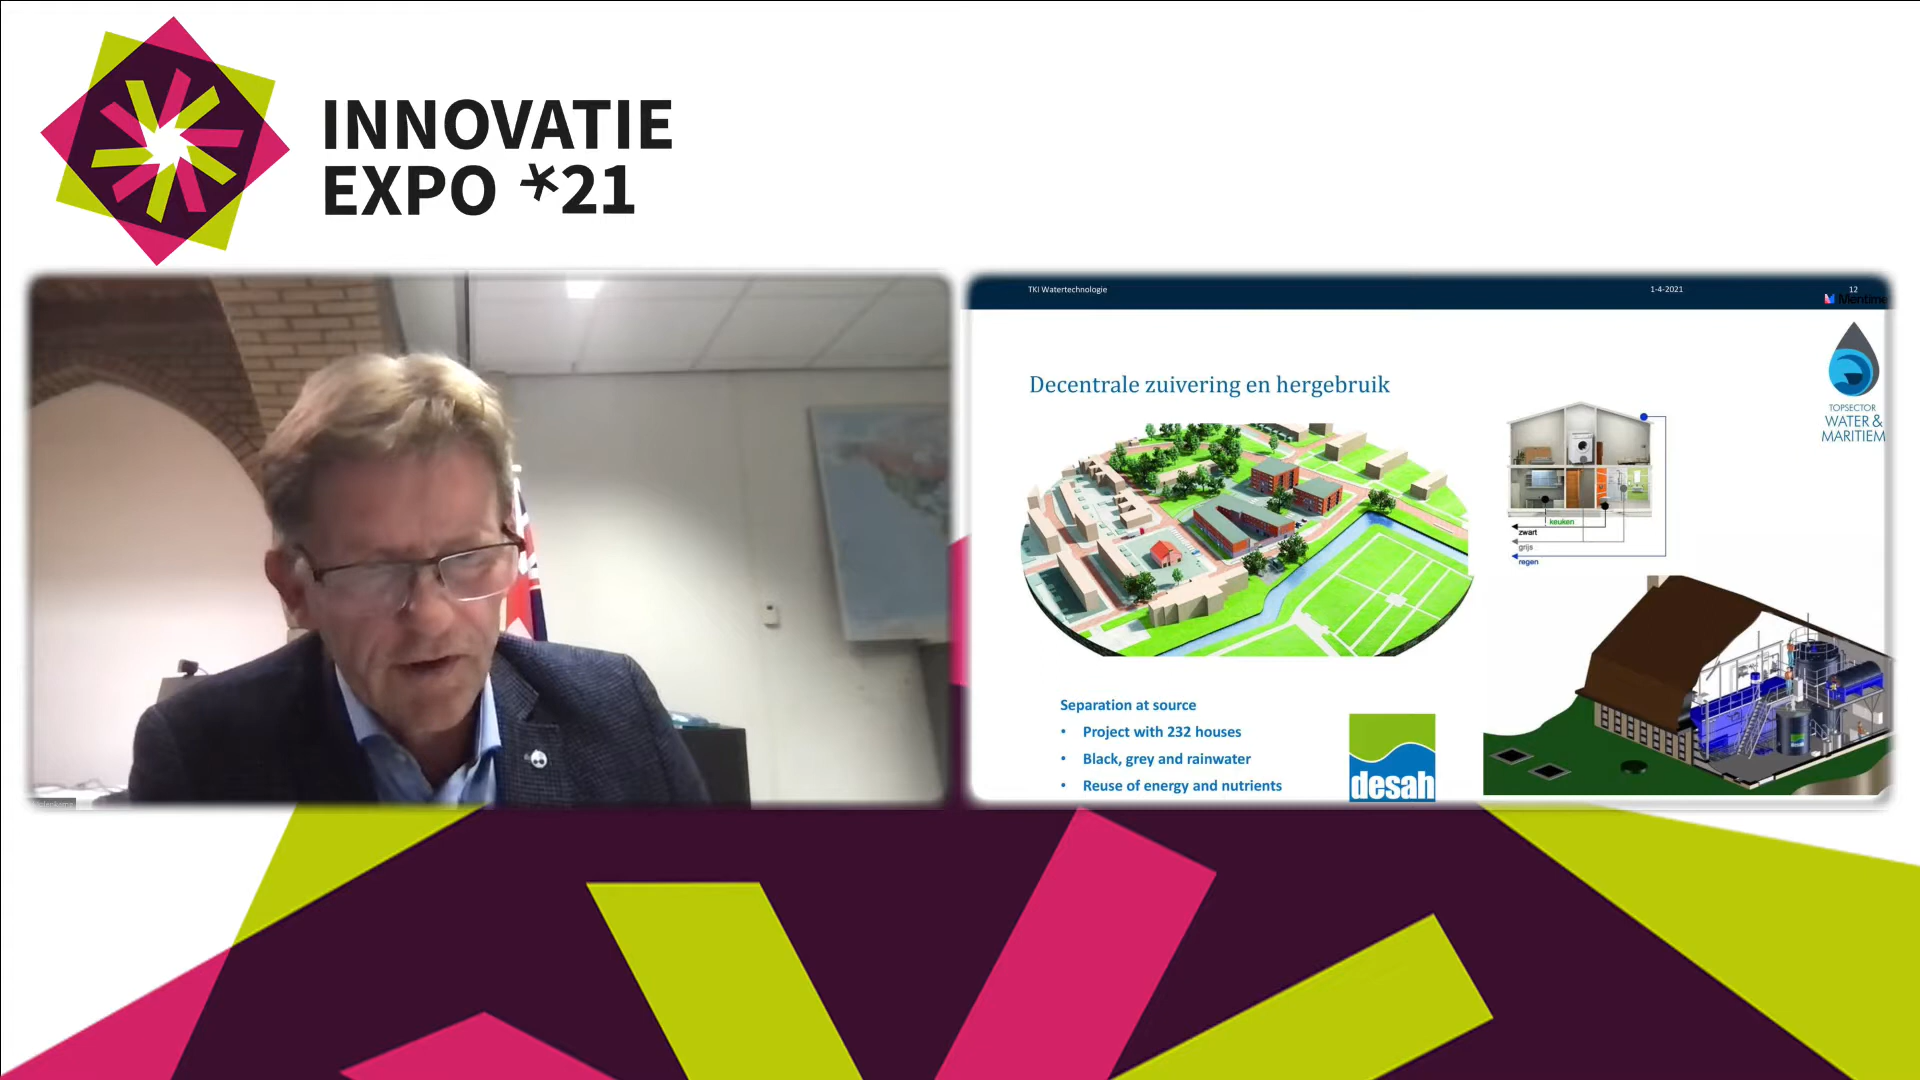 INNOVATIE
EXPO *21
TKI Watertechnologie
1-4-2021
12
Mentime
TOPSECTOR
WATER &
MARITIEM
Decentrale zuivering en hergebruik
keuken
zwart
grijs
regen
Separation at source
• Project with 232 houses
• Black, grey and rainwater
• Reuse of energy and nutrients
desah